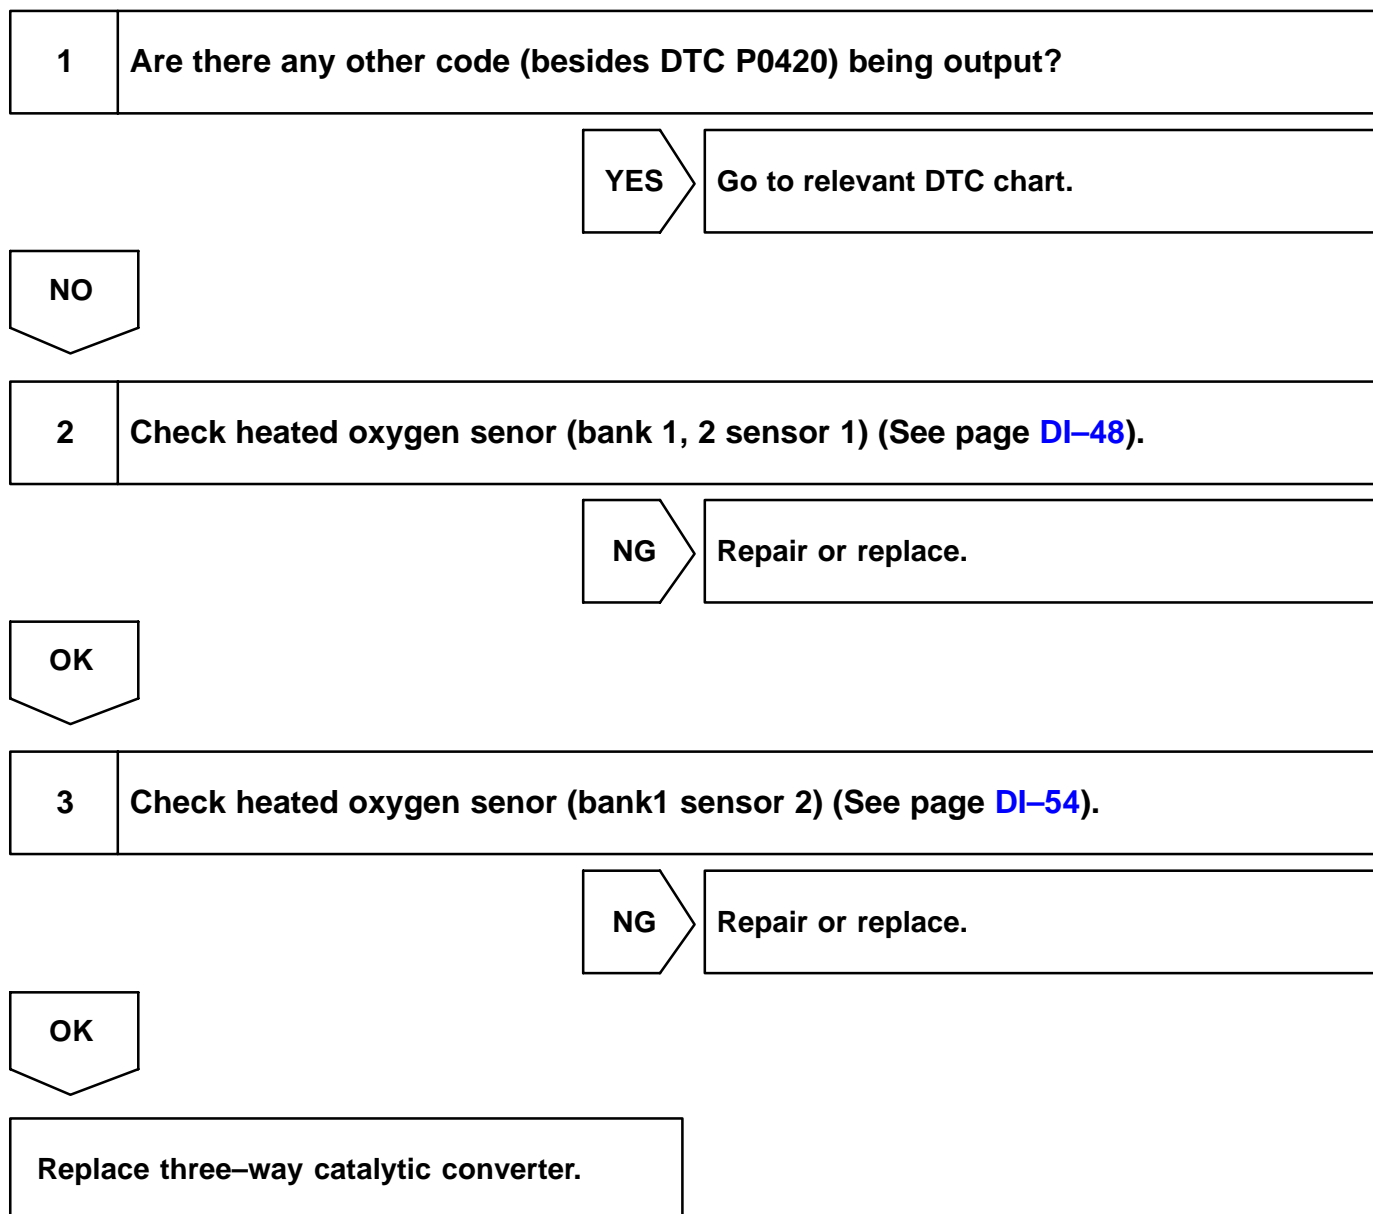 1 Are there any other code (besides DTC P0420) being output?
YES Go to relevant DTC chart.
NO
2 Check heated oxygen senor (bank 1, 2 sensor 1) (See page DI–48).
NG Repair or replace.
OK
3 Check heated oxygen senor (bank1 sensor 2) (See page DI–54).
NG Repair or replace.
OK
Replace three–way catalytic converter.